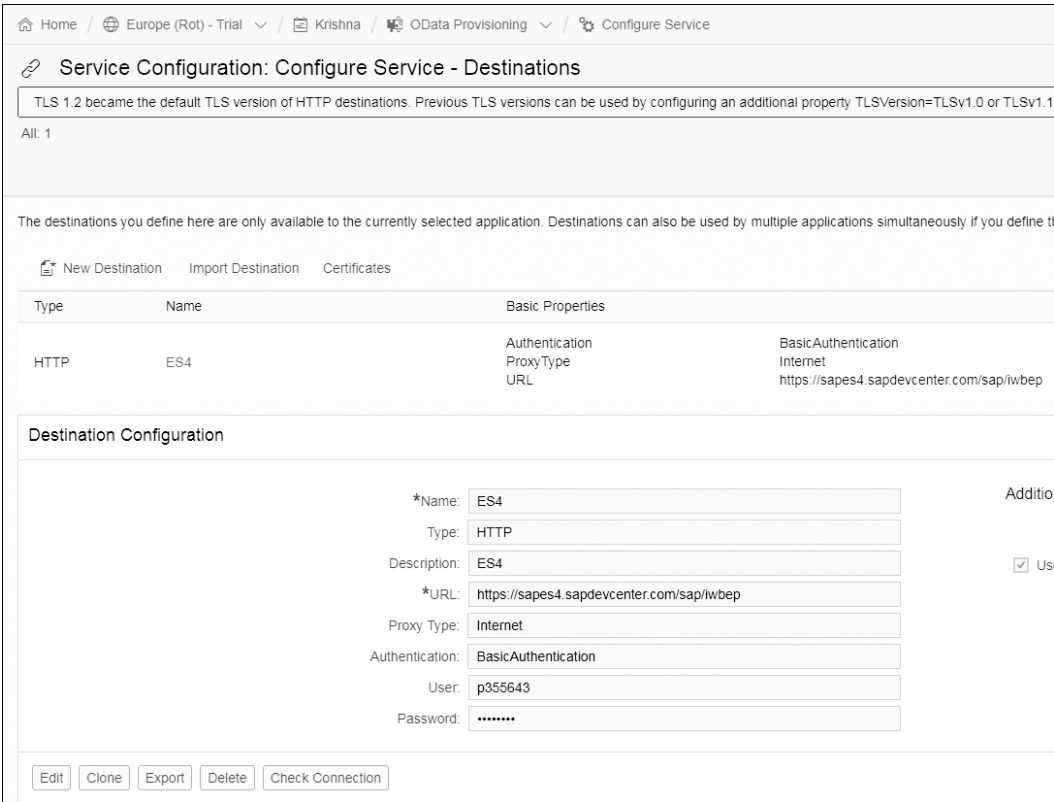 Home / Europe (Rot) - Trial / Krishna / OData Provisioning / Configure Service
Service Configuration: Configure Service - Destinations
TLS 1.2 became the default TLS version of HTTP destinations. Previous TLS versions can be used by configuring an additional property TLSVersion=TLSv1.0 or TLSv1.1
All: 1
The destinations you define here are only available to the currently selected application. Destinations can also be used by multiple applications simultaneously if you define
New Destination Import Destination Certificates
Type Name Basic Properties
Authentication BasicAuthentication
HTTP ES4 ProxyType Internet
URL https://sapes4.sapdevcenter.com/sap/iwbep
Destination Configuration
*Name: ES4
Type: HTTP
Description: ES4
*URL: https://sapes4.sapdevcenter.com/sap/iwbep
Proxy Type: Internet
Authentication: BasicAuthentication
User: p355643
Password: ••••••••
Edit Clone Export Delete Check Connection